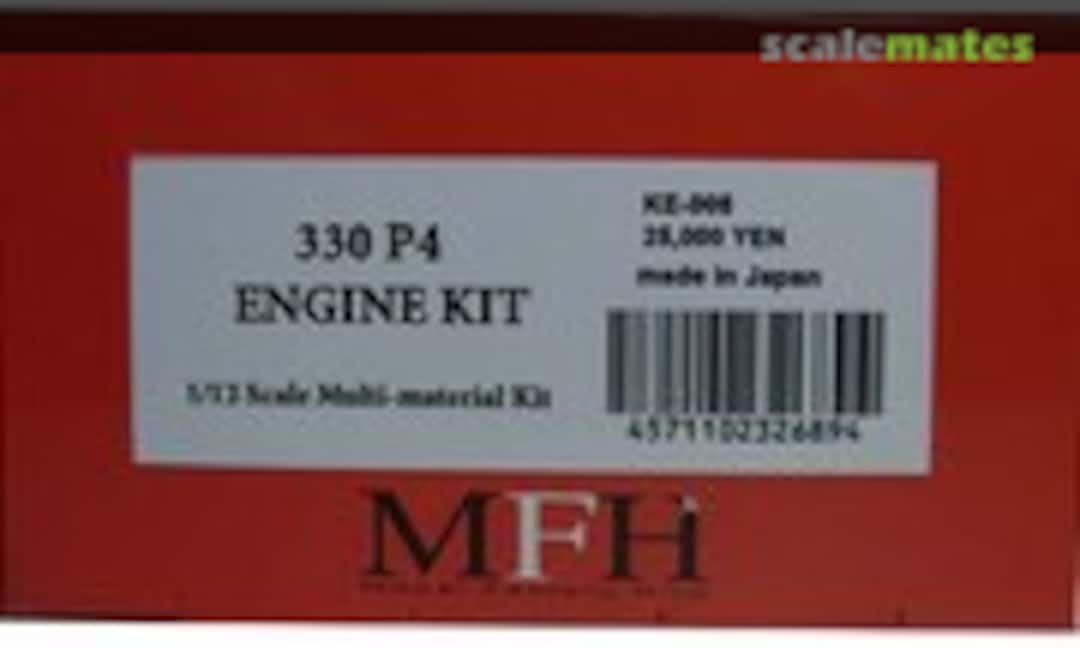 scalemates
330 P4
ENGINE KIT
1/12 Scale Multi-material Kit
YEN
made in Japan
4571102326894
MFH